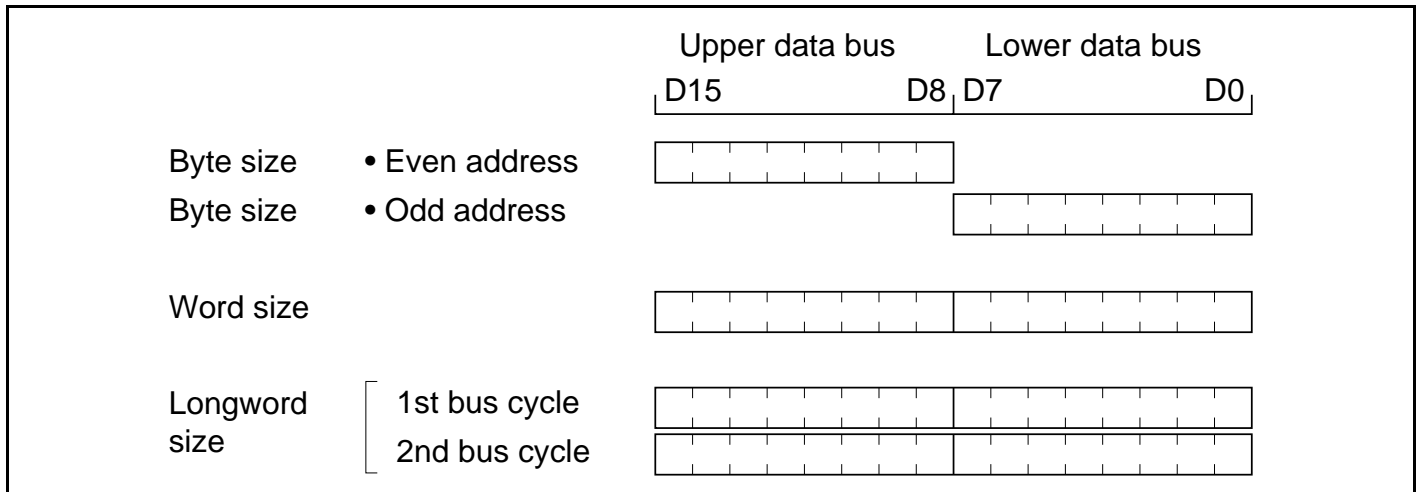 Upper data bus Lower data bus
D15 D8 D7 D0
Byte size • Even address
Byte size • Odd address
Word size
Longword size 1st bus cycle
2nd bus cycle